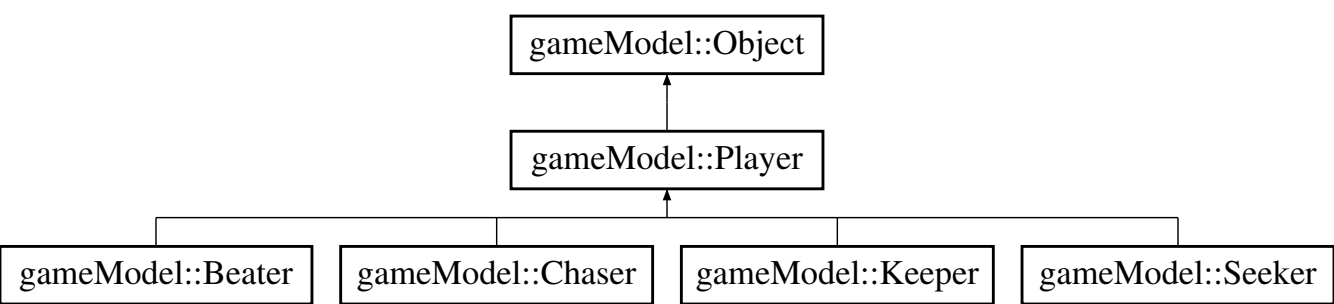 gameModel::Object
gameModel::Player
gameModel::Beater
gameModel::Chaser
gameModel::Keeper
gameModel::Seeker